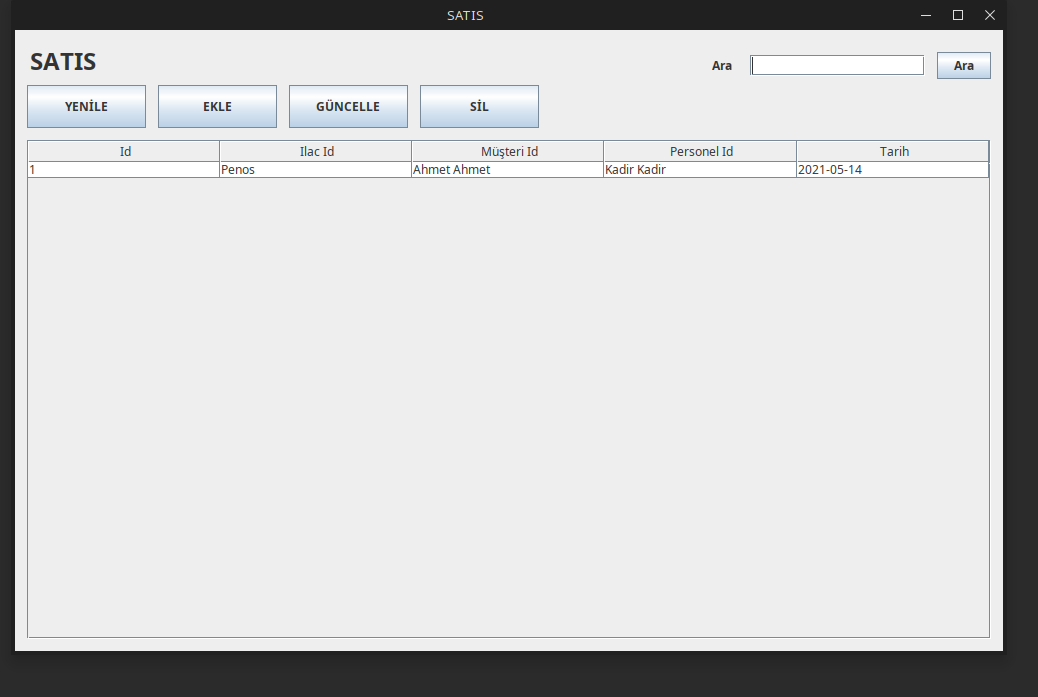 SATIS
SATIS
Ara
Ara
YENİLE EKLE GÜNCELLE SİL
Id Ilac Id Müşteri Id Personel Id Tarih
1 Penos Ahmet Ahmet Kadir Kadir 2021-05-14